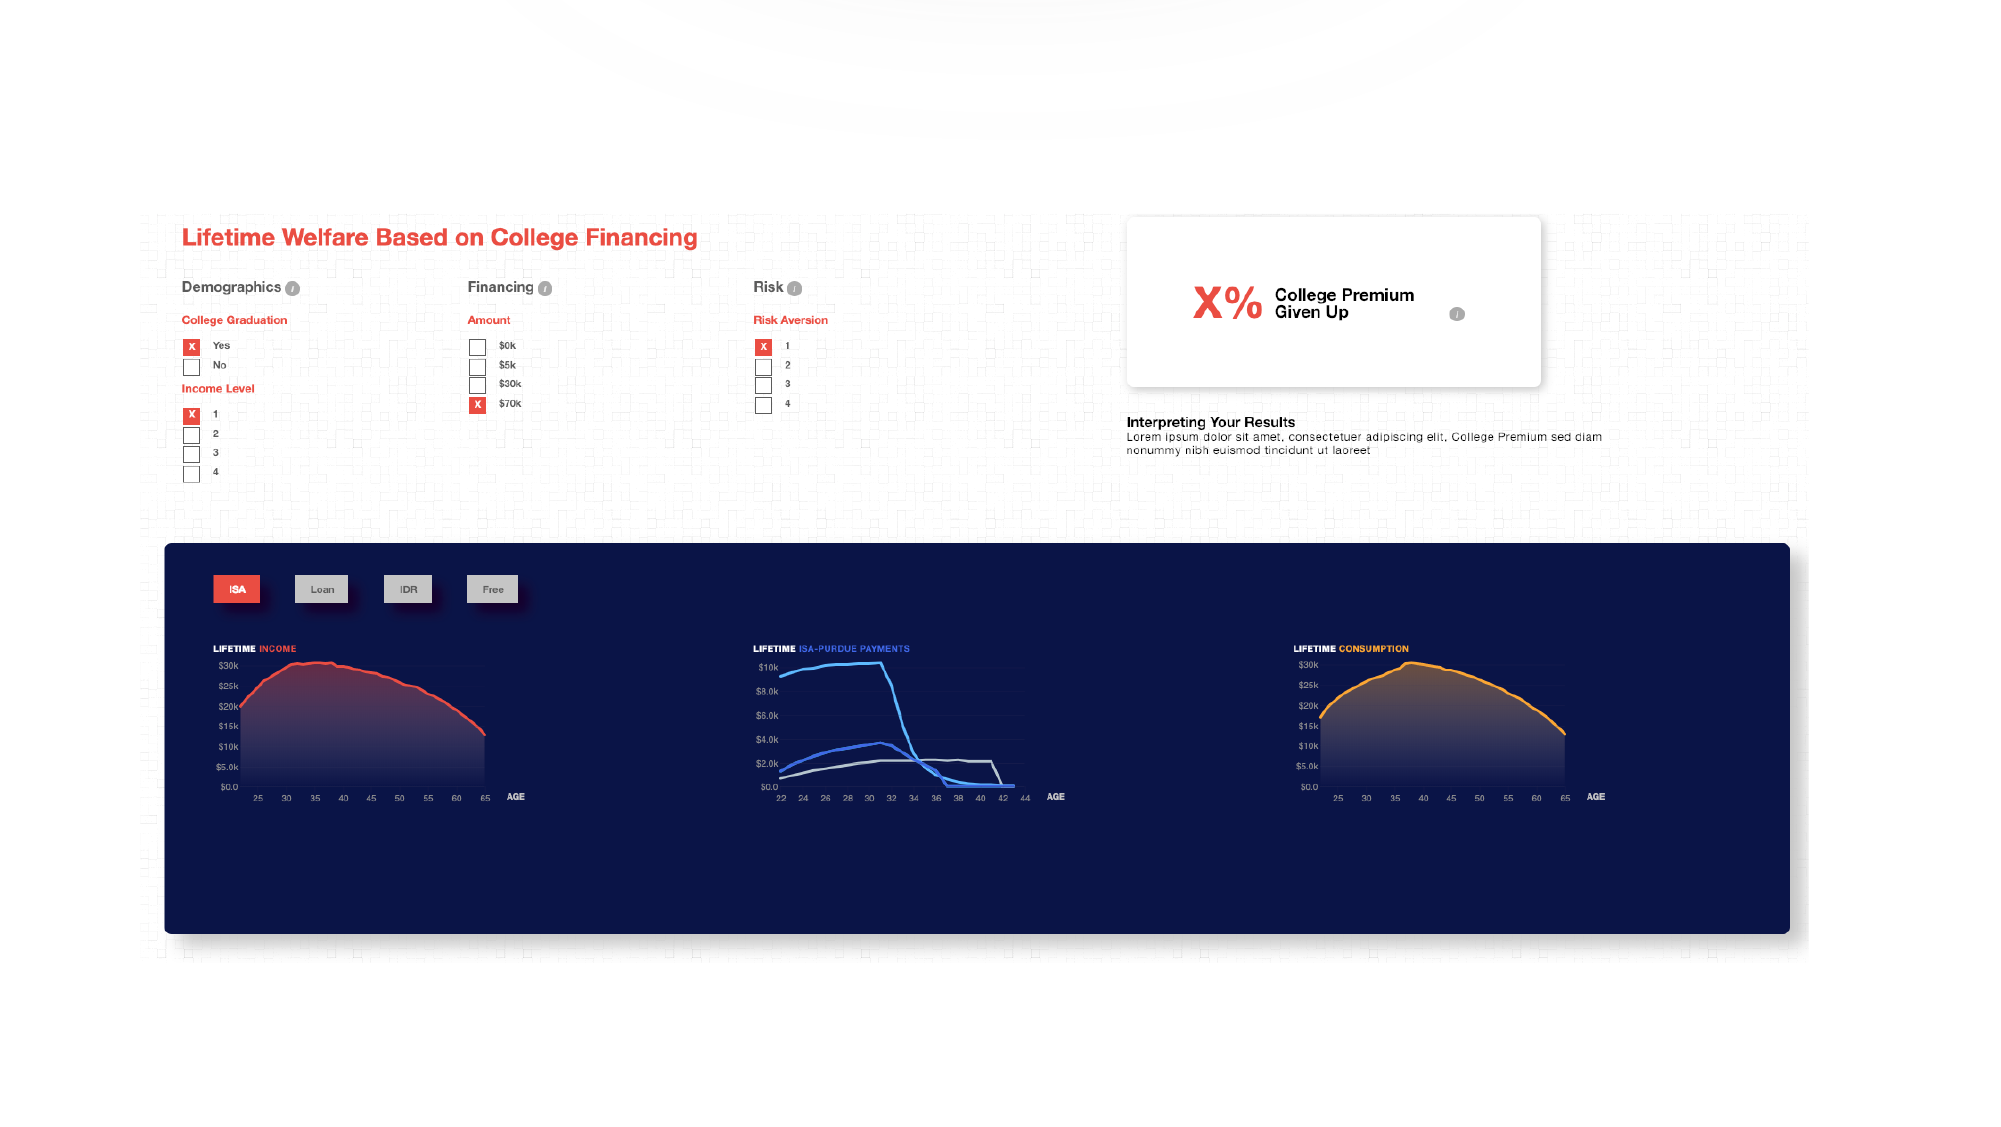 Lifetime Welfare Based on College Financing
Demographics i
College Graduation
X Yes
No
Income Level
X 1
2
3
4
Financing i
Amount
$0k
$5k
$30k
X $70k
Risk i
Risk Aversion
X 1
2
3
4
X% College Premium
Given Up i
Interpreting Your Results
Lorem ipsum dolor sit amet, consectetuer adipiscing elit, College Premium sed diam
nonummy nibh euismod tincidunt ut laoreet
ISA Loan IDR Free
LIFETIME INCOME
$30k
$25k
$20k
$15k
$10k
$5.0k
$0.0
25 30 35 40 45 50 55 60 65 AGE
LIFETIME ISA-PURDUE PAYMENTS
$10k
$8.0k
$6.0k
$4.0k
$2.0k
$0.0
22 24 26 28 30 32 34 36 38 40 42 44 AGE
LIFETIME CONSUMPTION
$30k
$25k
$20k
$15k
$10k
$5.0k
$0.0
25 30 35 40 45 50 55 60 65 AGE